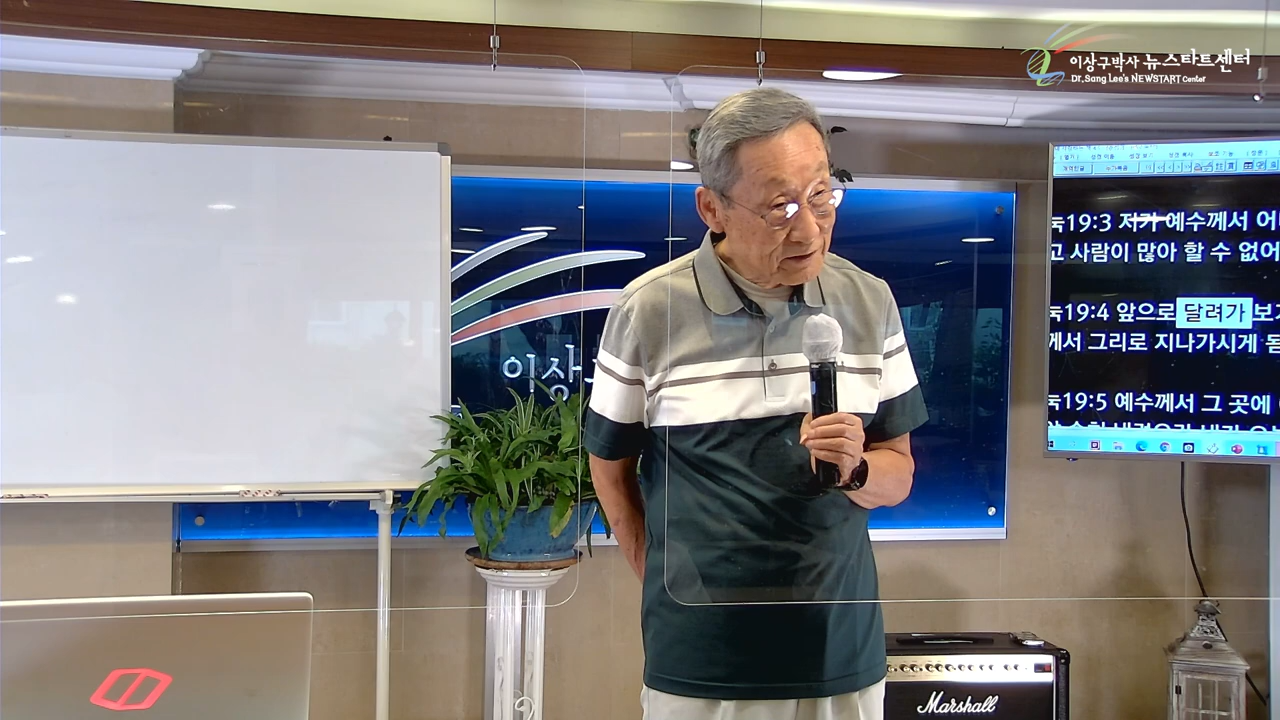 이상구박사 뉴스타트센터
Dr. Sang Lee's NEWSTART Center
눅19:3 저가 예수께서 어
고 사람이 많아 할 수 없어
눅19:4 앞으로 달려가 보기
께서 그리로 지나가시게 됨
눅19:5 예수께서 그 곳에
이상
Marshall